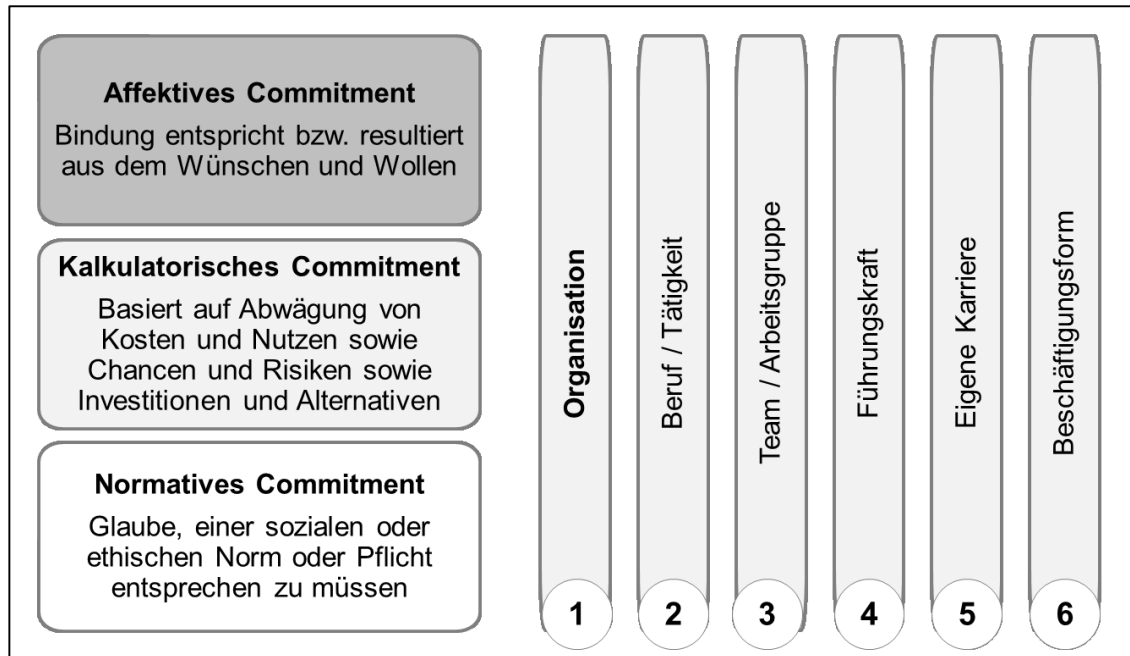 Affektives Commitment
Bindung entspricht bzw. resultiert
aus dem Wünschen und Wollen
Kalkulatorisches Commitment
Basiert auf Abwägung von
Kosten und Nutzen sowie
Chancen und Risiken sowie
Investitionen und Alternativen
Normatives Commitment
Glaube, einer sozialen oder
ethischen Norm oder Pflicht
entsprechen zu müssen
Organisation
1
Beruf / Tätigkeit
2
Team / Arbeitsgruppe
3
Führungskraft
4
Eigene Karriere
5
Beschäftigungsform
6